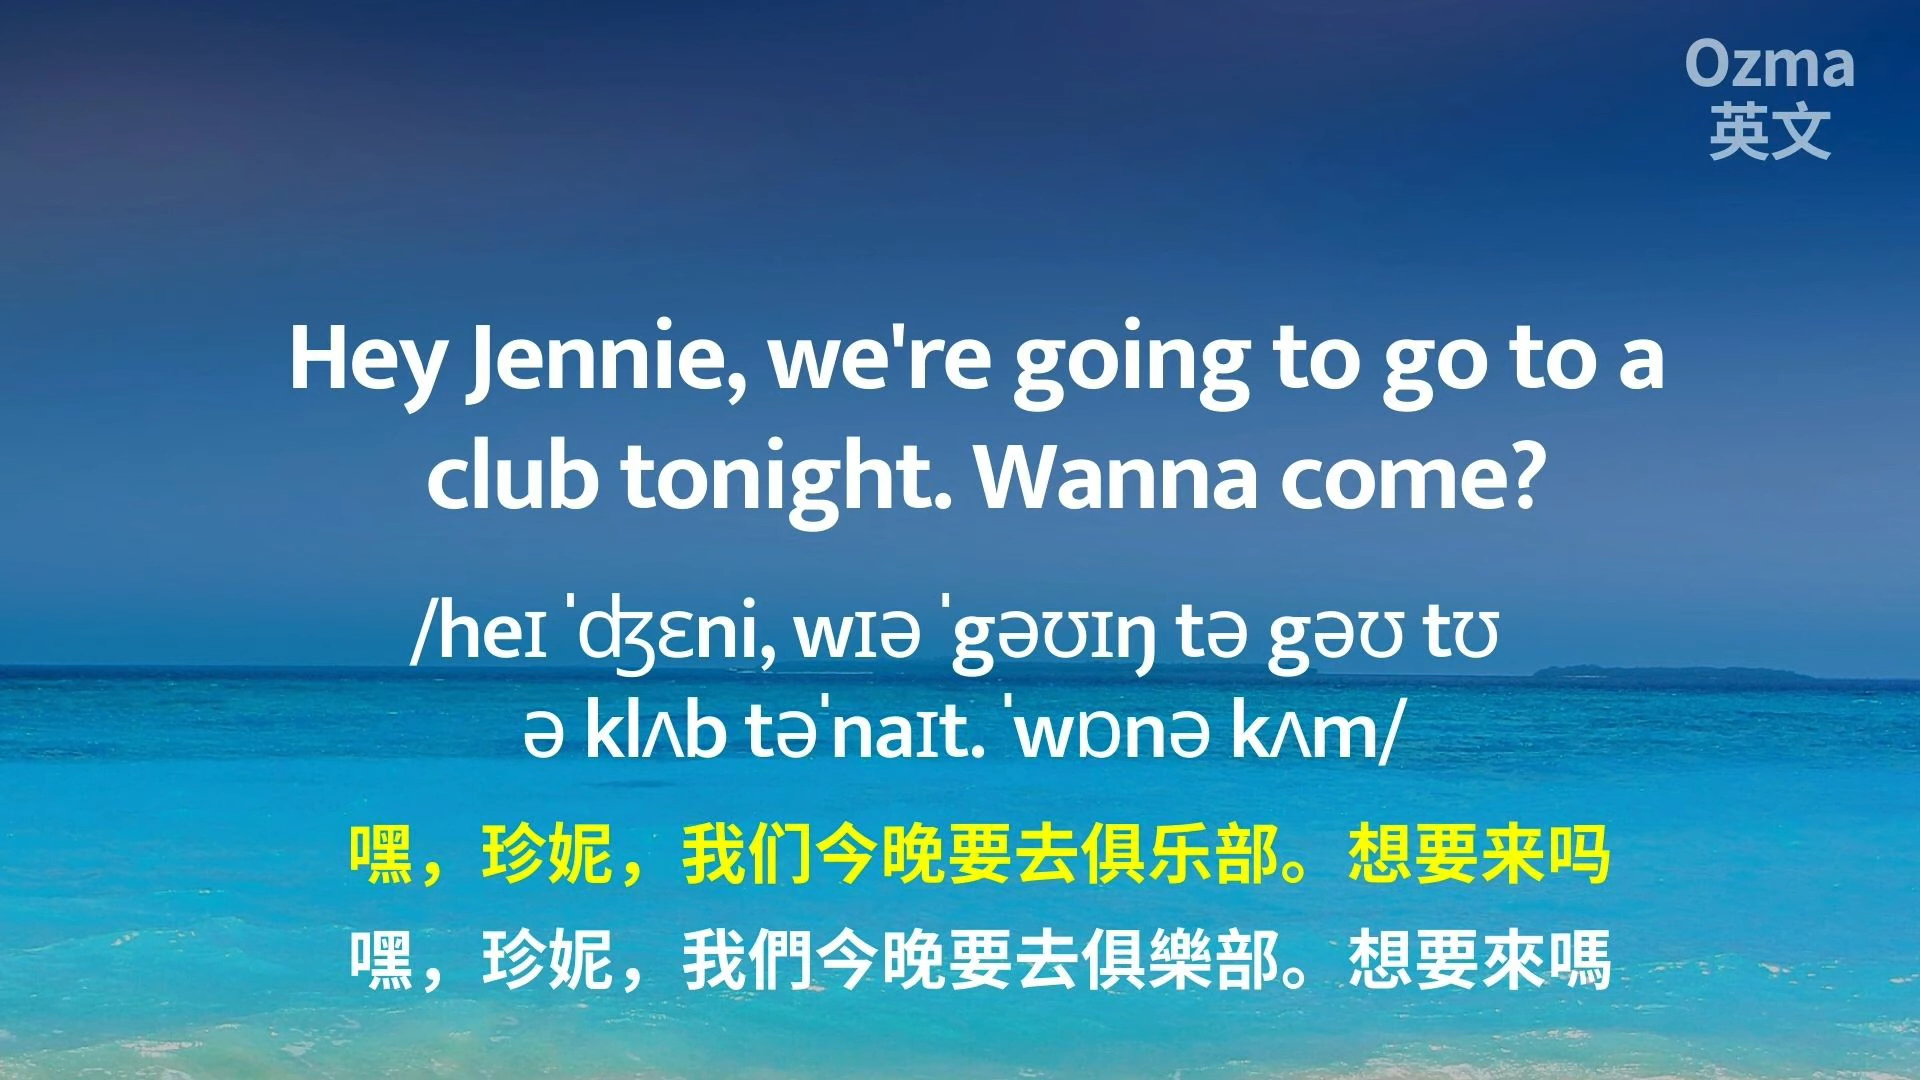 Ozma
英文
Hey Jennie, we're going to go to a
club tonight. Wanna come?
/heɪ ˈʤɛni, wɪə ˈgəʊɪŋ tə gəʊ tʊ
ə klʌb təˈnaɪt. ˈwɒnə kʌm/
嘿，珍妮，我们今晚要去俱乐部。想要来吗
嘿，珍妮，我們今晚要去俱樂部。想要來嗎